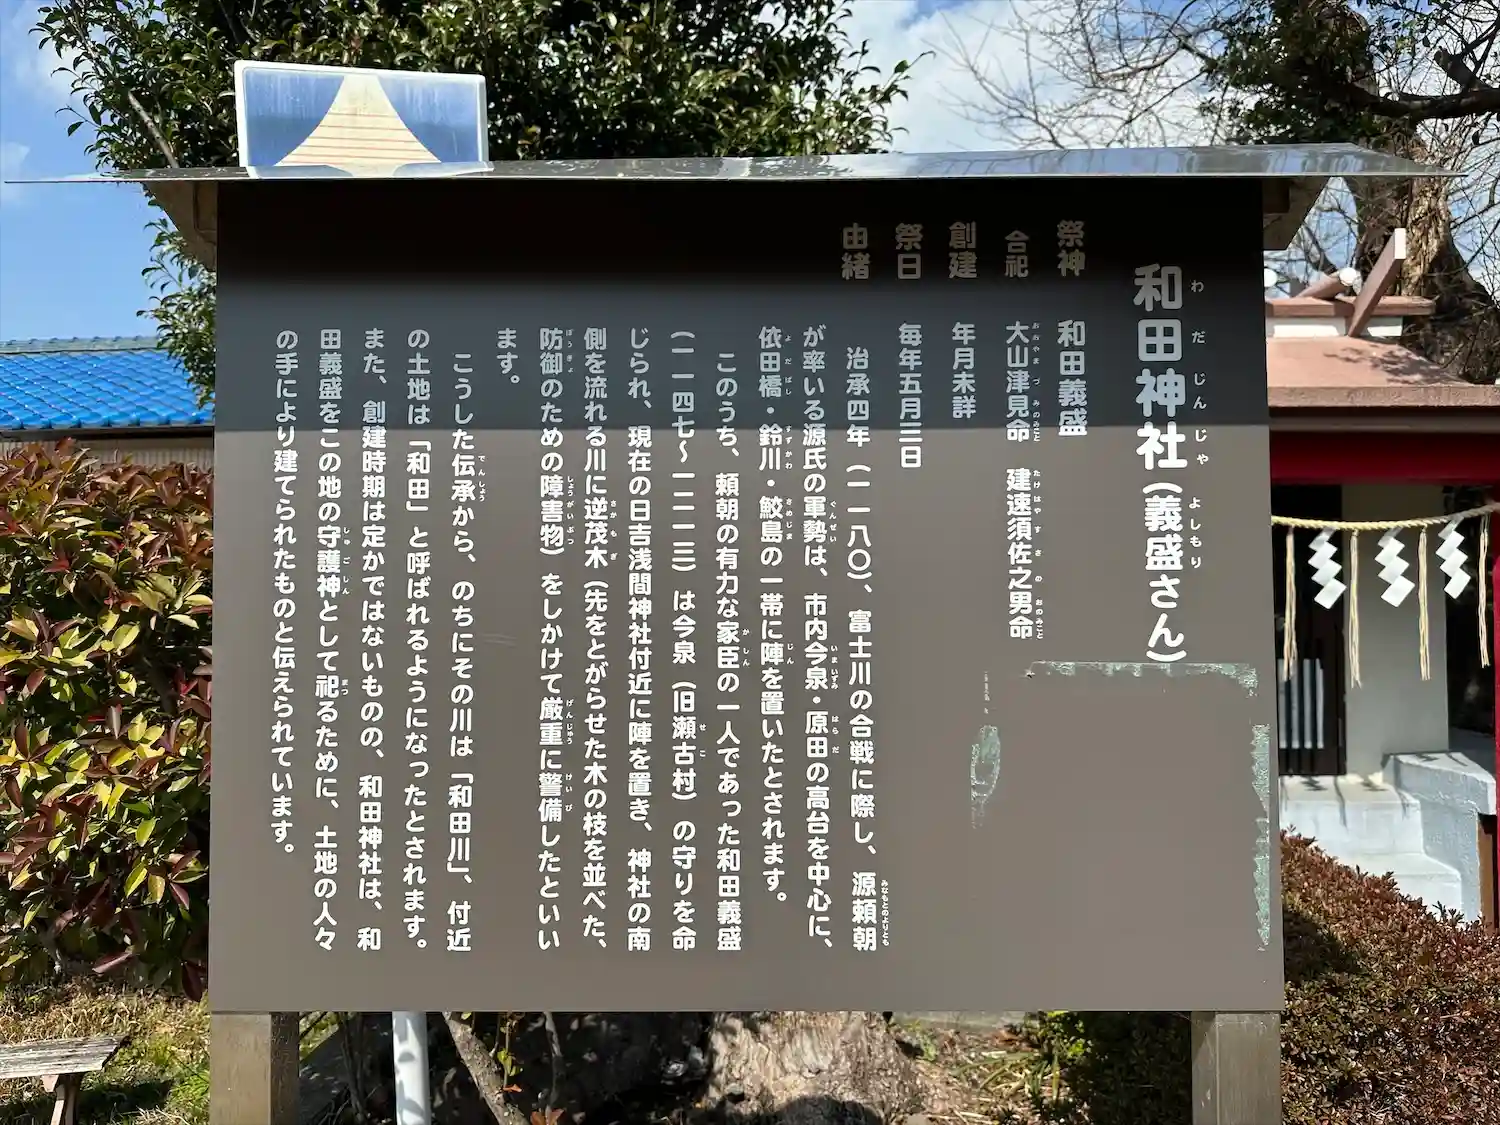 和田神社（義盛さん）
祭神 和田義盛
合祀 大山津見命 建速須佐之男命
創建 年月未詳
祭日 毎年五月三日
由緒
治承四年（一一八〇）、富士川の合戦に際し、源頼朝
が率いる源氏の軍勢は、市内今泉・原田の高台を中心に、
依田橋・鈴川・鮫島の一帯に陣を置いたとされます。
このうち、頼朝の有力な家臣の一人であった和田義盛
（一一四七〜一二一三）は今泉（旧瀬古村）の守りを命
じられ、現在の日吉浅間神社付近に陣を置き、神社の南
側を流れる川に逆茂木（先をとがらせた木の枝を並べた、
防御のための障害物）をしかけて厳重に警備したといい
ます。
こうした伝承から、のちにその川は「和田川」、付近
の土地は「和田」と呼ばれるようになったとされます。
また、創建時期は定かではないものの、和田神社は、和
田義盛をこの地の守護神として祀るために、土地の人々
の手により建てられたものと伝えられています。